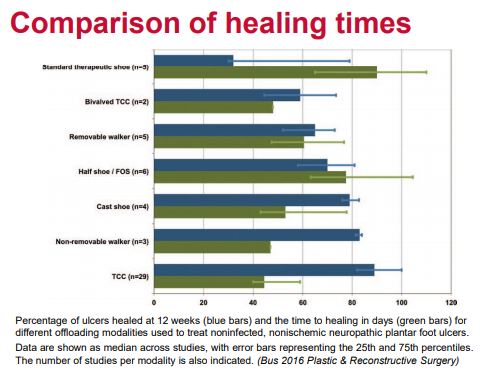 Comparison of healing times
Standard therapeutic shoe (n=9)
Bivalved TCC (n=2)
Removable walker (n=5)
Half shoe / FOS (n=6)
Cast shoe (n=4)
Non-removable walker (n=3)
TCC (n=29)
0 20 40 60 80 100 120
Percentage of ulcers healed at 12 weeks (blue bars) and the time to healing in days (green bars) for
different offloading modalities used to treat noninfected, nonischemic neuropathic plantar foot ulcers.
Data are shown as median across studies, with error bars representing the 25th and 75th percentiles.
The number of studies per modality is also indicated. (Bus 2016 Plastic & Reconstructive Surgery)